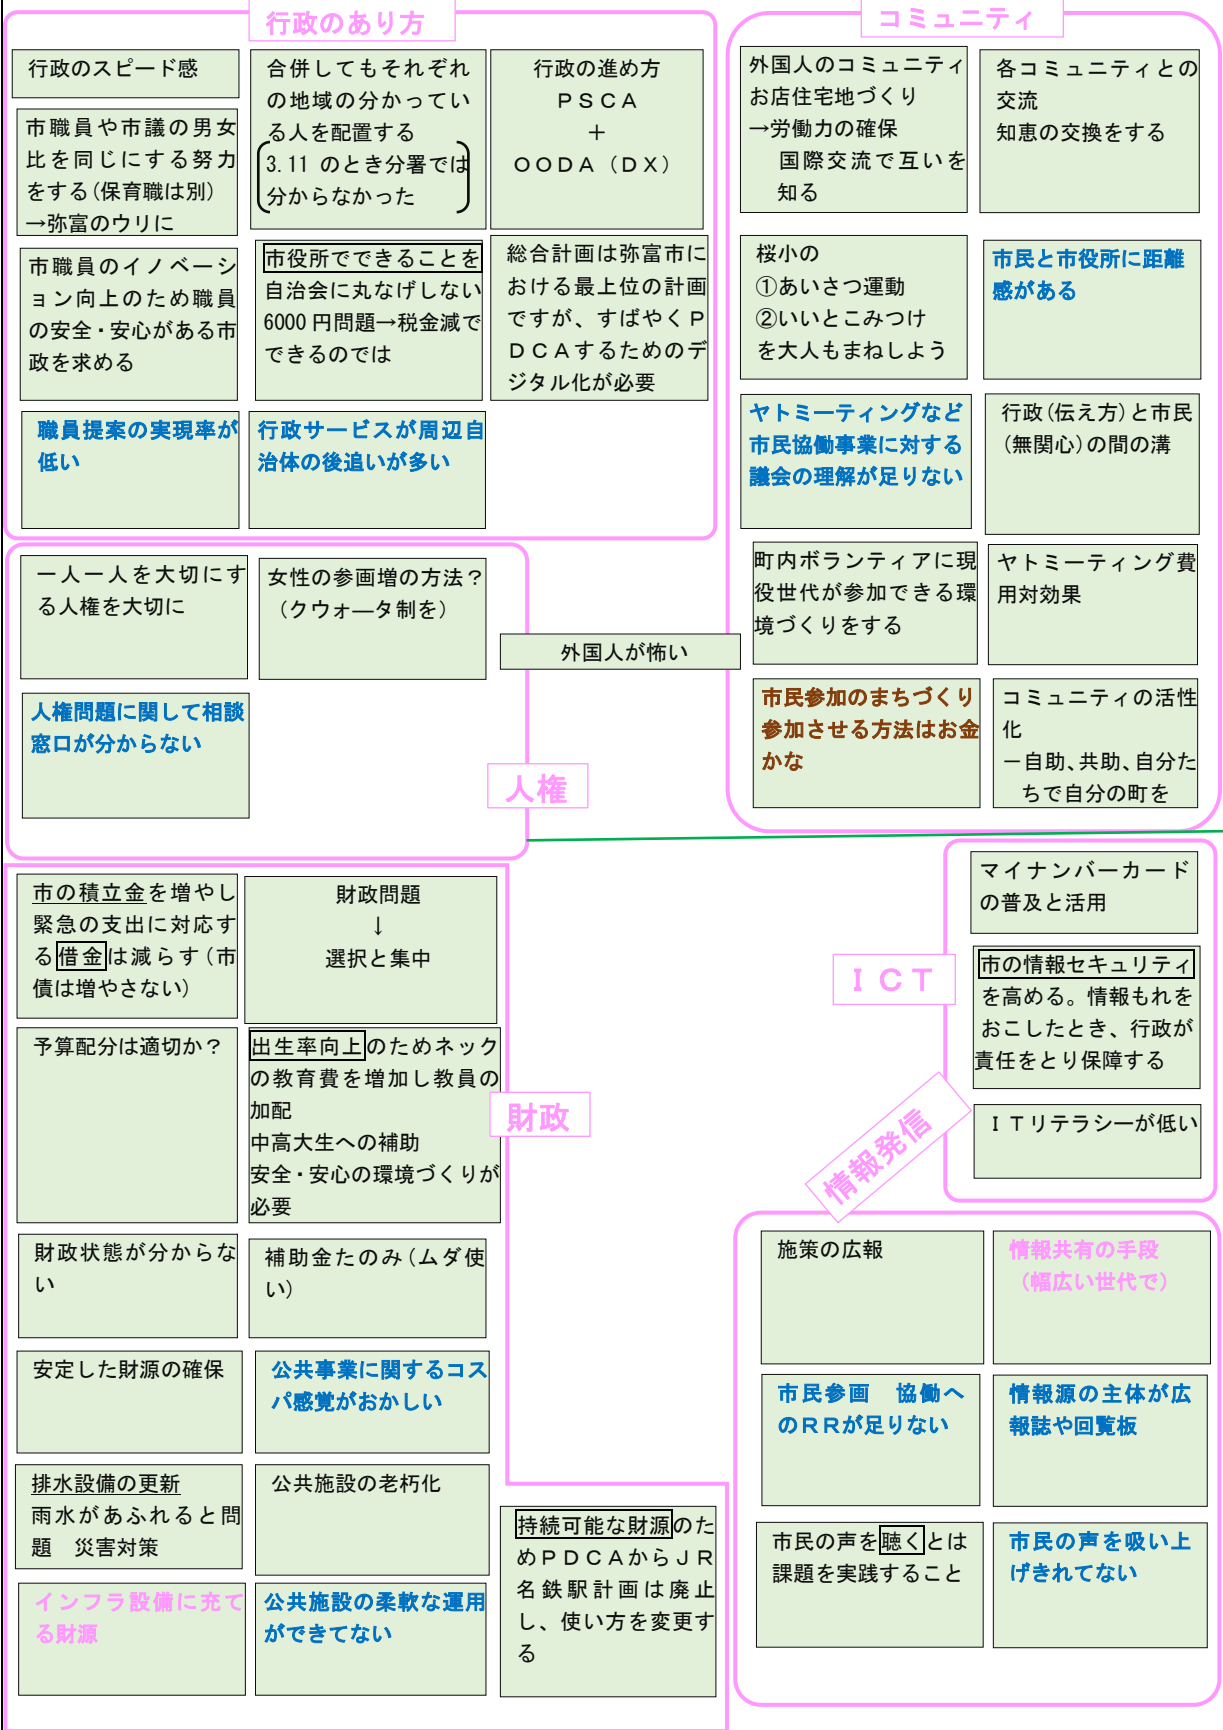 行政のあり方
行政のスピード感
市職員や市議の男女
比を同じにする努力
をする(保育職は別)
→弥富のウリに
合併してもそれぞれ
の地域の分かってい
る人を配置する
3.11 のとき分署では
分からなかった
行政の進め方
ＰＳＣＡ
＋
ＯＯＤＡ（ＤＸ）
市職員のイノベーシ
ョン向上のため職員
の安全・安心がある市
政を求める
市役所でできることを
自治会に丸なげしない
6000 円問題→税金減で
できるのでは
総合計画は弥富市に
おける最上位の計画
ですが、すばやくＰ
ＤＣＡするためのデ
ジタル化が必要
職員提案の実現率が
低い
行政サービスが周辺自
治体の後追いが多い
コミュニティ
外国人のコミュニティ
お店住宅地づくり
→労働力の確保
国際交流で互いを
知る
各コミュニティとの
交流
知恵の交換をする
桜小の
①あいさつ運動
②いいとこみつけ
を大人もまねしよう
市民と市役所に距離
感がある
ヤトミーティングなど
市民協働事業に対する
議会の理解が足りない
行政(伝え方)と市民
(無関心)の間の溝
町内ボランティアに現
役世代が参加できる環
境づくりをする
ヤトミーティング費
用対効果
市民参加のまちづくり
参加させる方法はお金
かな
コミュニティの活性
化
ー自助、共助、自分た
ちで自分の町を
一人一人を大切にす
る人権を大切に
女性の参画増の方法？
（クウォ―タ制を）
外国人が怖い
人権問題に関して相談
窓口が分からない
人権
市の積立金を増やし
緊急の支出に対応す
る借金は減らす(市
債は増やさない)
財政問題
↓
選択と集中
予算配分は適切か？
出生率向上のためネック
の教育費を増加し教員の
加配
中高大生への補助
安全・安心の環境づくりが
必要
財政
財政状態が分からな
い
補助金たのみ(ムダ使
い)
安定した財源の確保
公共事業に関するコス
パ感覚がおかしい
排水設備の更新
雨水があふれると問
題　災害対策
公共施設の老朽化
インフラ設備に充て
る財源
公共施設の柔軟な運用
ができてない
持続可能な財源のた
めＰＤＣＡからＪＲ
名鉄駅計画は廃止
し、使い方を変更す
る
ＩＣＴ
マイナンバーカード
の普及と活用
市の情報セキュリティ
を高める。情報もれを
おこしたとき、行政が
責任をとり保障する
ＩＴリテラシーが低い
情報発信
施策の広報
情報共有の手段
（幅広い世代で）
市民参画　協働へ
のＲＲが足りない
情報源の主体が広
報誌や回覧板
市民の声を聴くとは
課題を実践すること
市民の声を吸い上
げきれてない